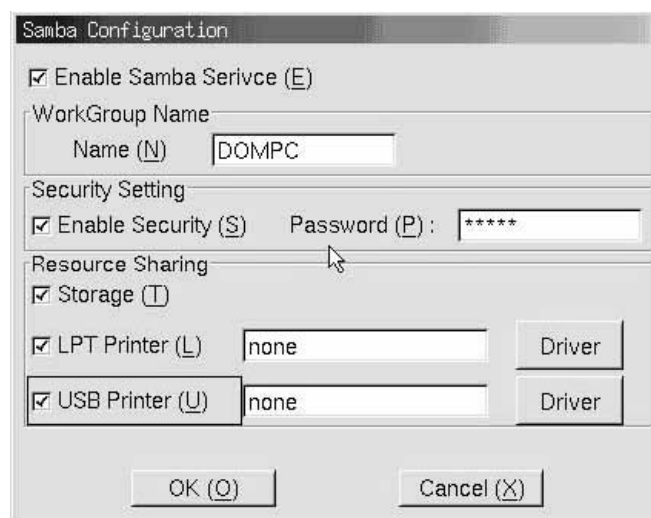 Samba Configuration
Enable Samba Serivce (E)
WorkGroup Name
Name (N) DOMPC
Security Setting
Enable Security (S) Password (P) : *****
Resource Sharing
Storage (T)
LPT Printer (L) none Driver
USB Printer (U) none Driver
OK (O) Cancel (X)